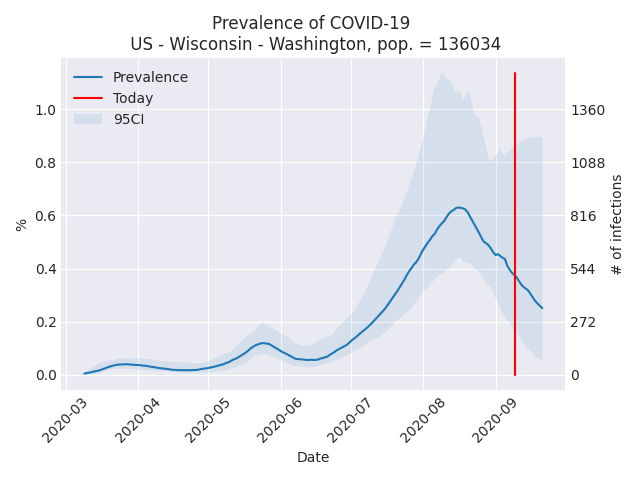 Prevalence of COVID-19
US - Wisconsin - Washington, pop. = 136034
Prevalence
Today
95CI
1.0
0.8
0.6
0.4
0.2
0.0
%
1360
1088
816
544
272
0
# of infections
2020-03
2020-04
2020-05
2020-06
2020-07
2020-08
2020-09
Date